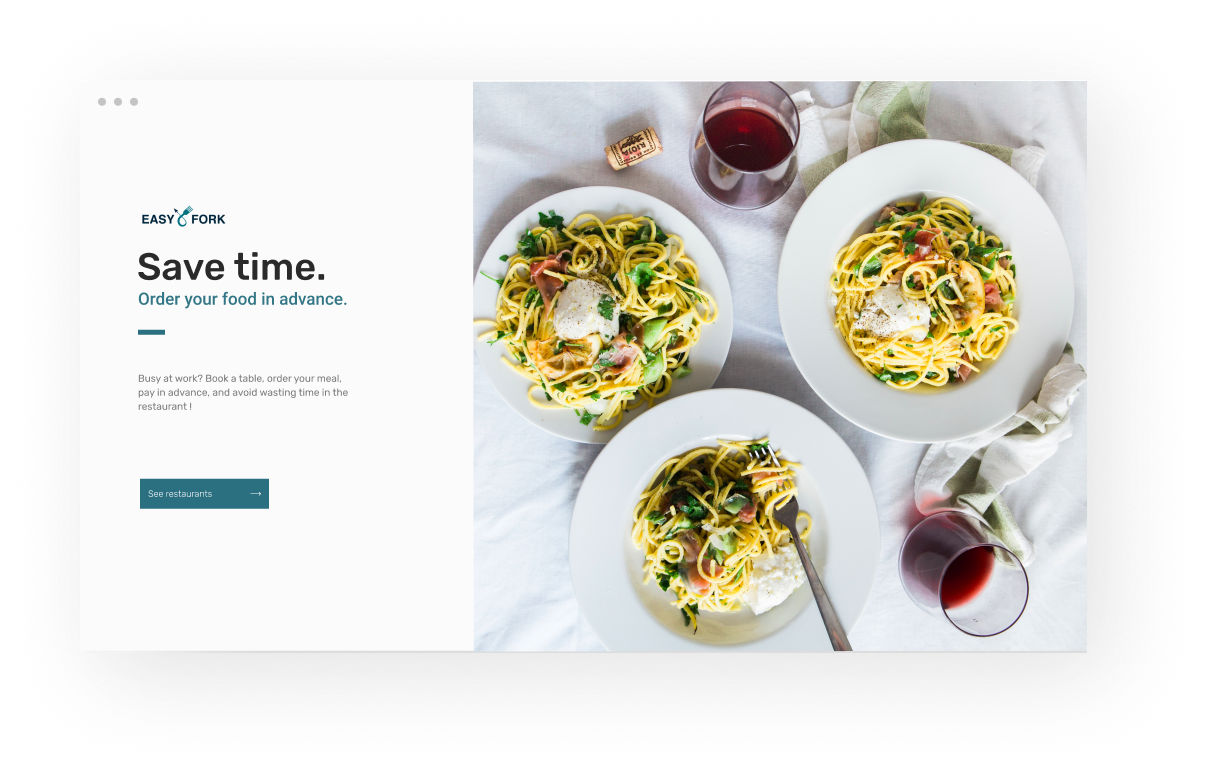 EASY FORK
Save time.
Order your food in advance.
Busy at work? Book a table, order your meal,
pay in advance, and avoid wasting time in the
restaurant !
See restaurants →
RIOJA